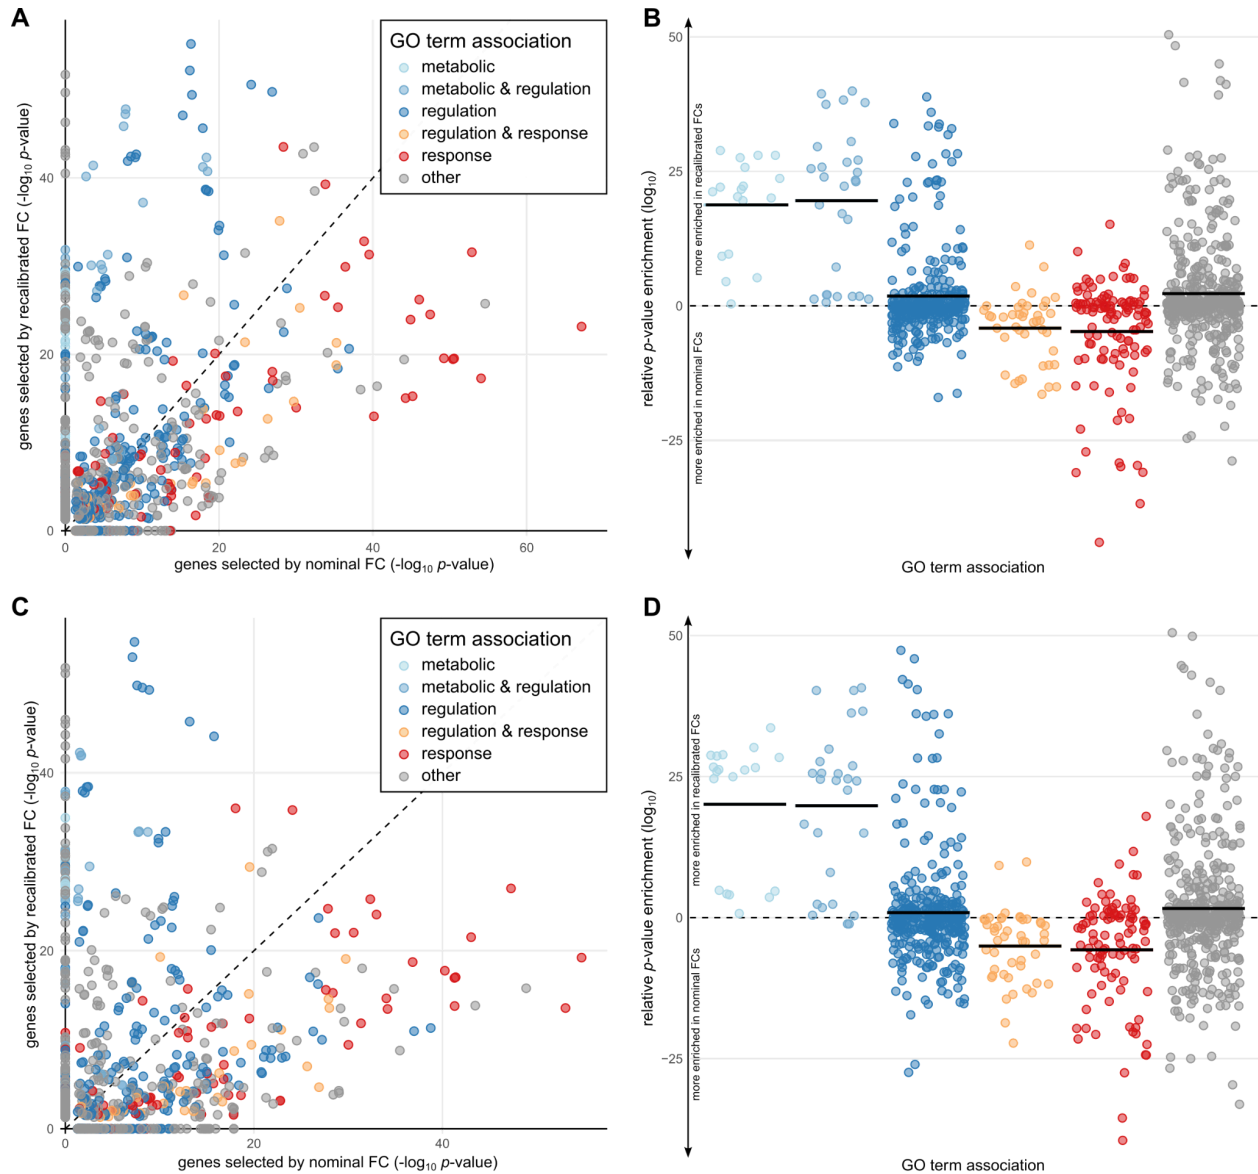 A
GO term association
metabolic
metabolic & regulation
regulation
regulation & response
response
other
genes selected by recalibrated FC (-log10 p-value)
40
20
0
0
20
40
60
genes selected by nominal FC (-log10 p-value)
B
50
25
0
−25
relative p-value enrichment (log10)
more enriched in recalibrated FCs
more enriched in nominal FCs
GO term association
C
GO term association
metabolic
metabolic & regulation
regulation
regulation & response
response
other
genes selected by recalibrated FC (-log10 p-value)
40
20
0
0
20
40
genes selected by nominal FC (-log10 p-value)
D
50
25
0
−25
relative p-value enrichment (log10)
more enriched in recalibrated FCs
more enriched in nominal FCs
GO term association